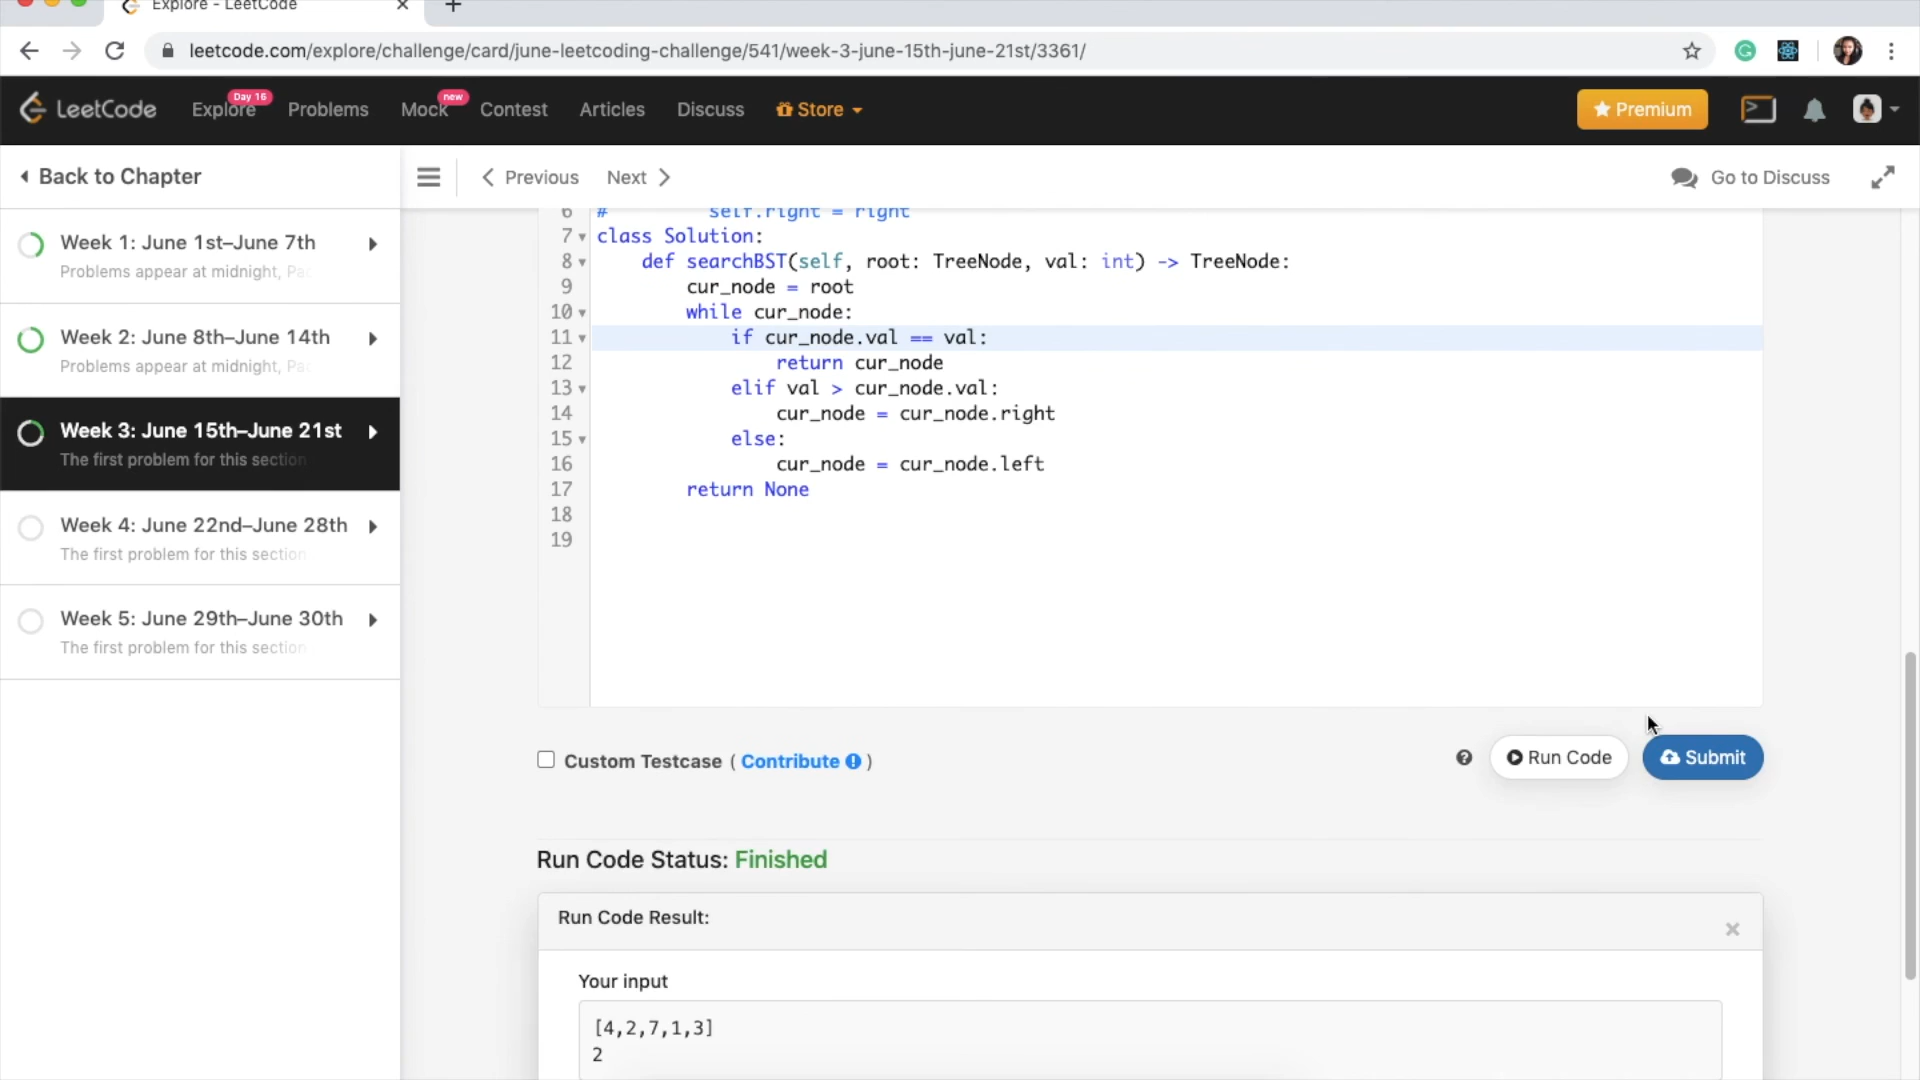 Explore - LeetCode
leetcode.com/explore/challenge/card/june-leetcoding-challenge/541/week-3-june-15th-june-21st/3361/
LeetCode Explore Day 16 Problems Mock new Contest Articles Discuss Store Premium
Back to Chapter
Previous Next Go to Discuss
Week 1: June 1st–June 7th
Problems appear at midnight,
Week 2: June 8th–June 14th
Problems appear at midnight,
Week 3: June 15th–June 21st
The first problem for this section
Week 4: June 22nd–June 28th
The first problem for this section
Week 5: June 29th–June 30th
The first problem for this section
6 #         self.right = right
7 class Solution:
8     def searchBST(self, root: TreeNode, val: int) -> TreeNode:
9         cur_node = root
10         while cur_node:
11             if cur_node.val == val:
12                 return cur_node
13             elif val > cur_node.val:
14                 cur_node = cur_node.right
15             else:
16                 cur_node = cur_node.left
17         return None
18
19
Custom Testcase ( Contribute ) Run Code Submit
Run Code Status: Finished
Run Code Result:
Your input
[4,2,7,1,3]
2